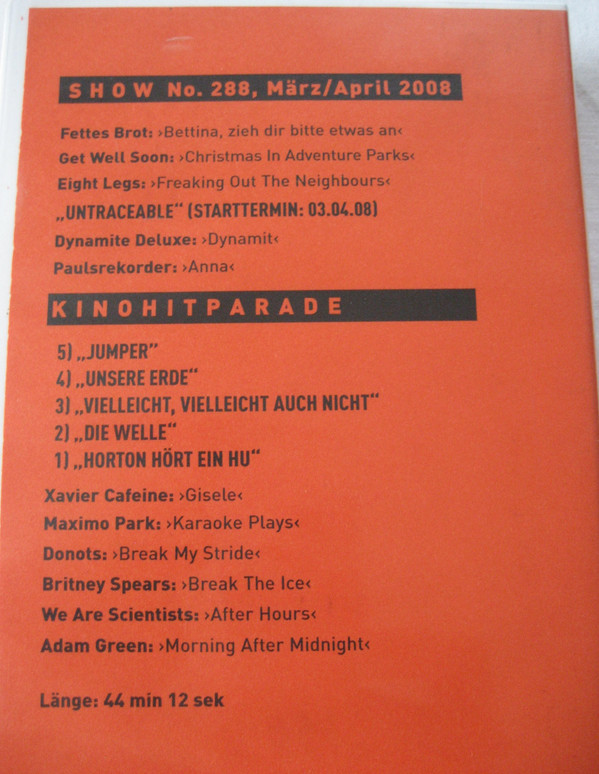 SHOW No. 288, März/April 2008
Fettes Brot: ›Bettina, zieh dir bitte etwas an‹
Get Well Soon: ›Christmas In Adventure Parks‹
Eight Legs: ›Freaking Out The Neighbours‹
„UNTRACEABLE“ (STARTTERMIN: 03.04.08)
Dynamite Deluxe: ›Dynamit‹
Paulsrekorder: ›Anna‹
KINOHITPARADE
5) „JUMPER“
4) „UNSERE ERDE“
3) „VIELLEICHT, VIELLEICHT AUCH NICHT“
2) „DIE WELLE“
1) „HORTON HÖRT EIN HU“
Xavier Cafeine: ›Gisele‹
Maximo Park: ›Karaoke Plays‹
Donots: ›Break My Stride‹
Britney Spears: ›Break The Ice‹
We Are Scientists: ›After Hours‹
Adam Green: ›Morning After Midnight‹
Länge: 44 min 12 sek